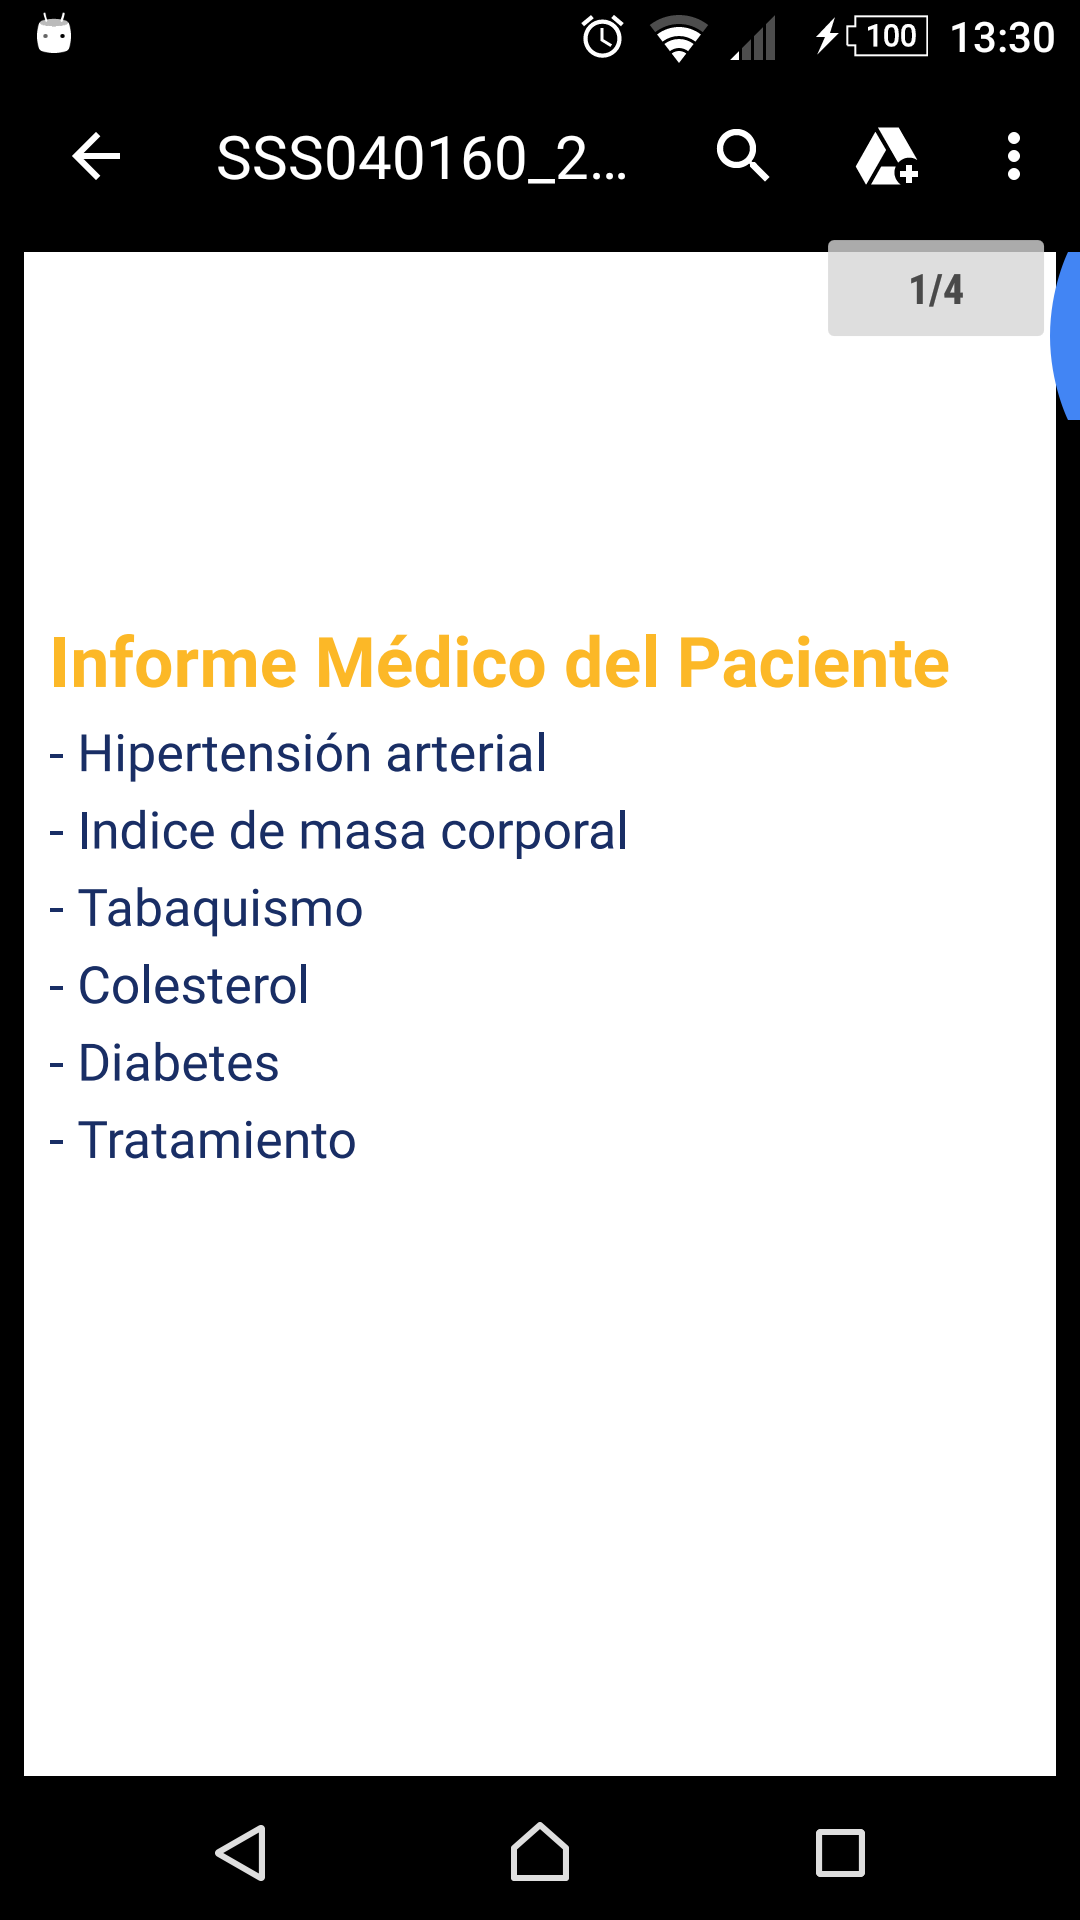 100 13:30
SSS040160_2...
1/4
Informe Médico del Paciente
- Hipertensión arterial
- Indice de masa corporal
- Tabaquismo
- Colesterol
- Diabetes
- Tratamiento